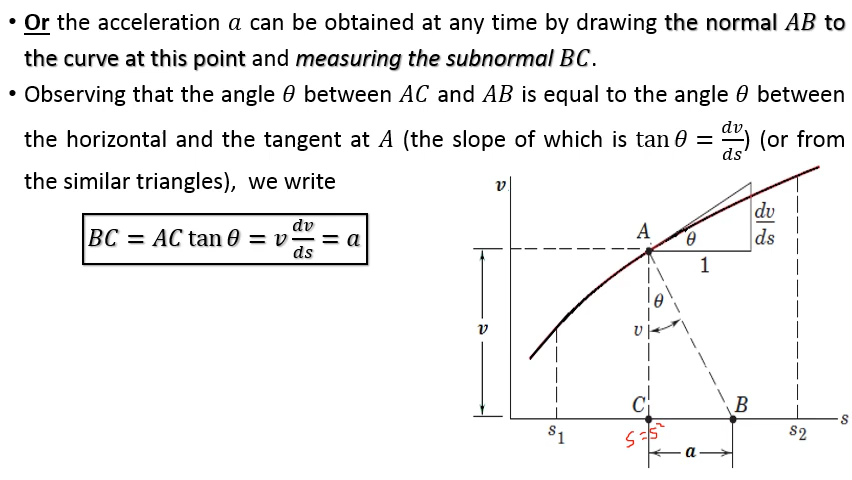 • Or the acceleration a can be obtained at any time by drawing the normal AB to
the curve at this point and measuring the subnormal BC.
• Observing that the angle θ between AC and AB is equal to the angle θ between
the horizontal and the tangent at A (the slope of which is tan θ = dv/ds) (or from
the similar triangles), we write
BC = AC tan θ = v dv/ds = a
v
A
θ
dv/ds
1
θ
v
v
C
B
s
s₁
s₂
a